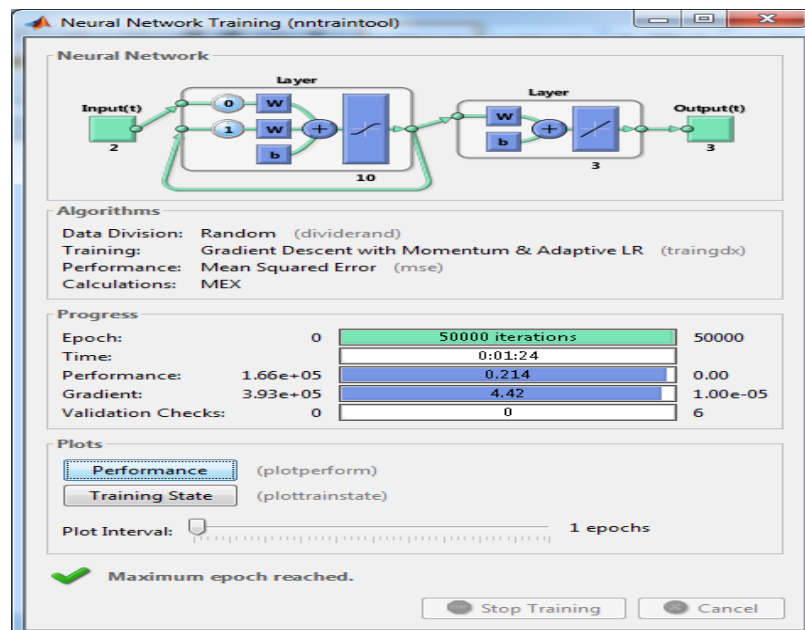 Neural Network Training (nntraintool)
Neural Network
Layer
Layer
Input(t)
Output(t)
0
W
1
W
b
+
W
b
+
2
10
3
3
Algorithms
Data Division: Random (dividerand)
Training: Gradient Descent with Momentum & Adaptive LR (traingdx)
Performance: Mean Squared Error (mse)
Calculations: MEX
Progress
Epoch: 0 50000 iterations 50000
Time: 0:01:24
Performance: 1.66e+05 0.214 0.00
Gradient: 3.93e+05 4.42 1.00e-05
Validation Checks: 0 0 6
Plots
Performance (plotperform)
Training State (plottrainstate)
Plot Interval: 1 epochs
Maximum epoch reached.
Stop Training Cancel